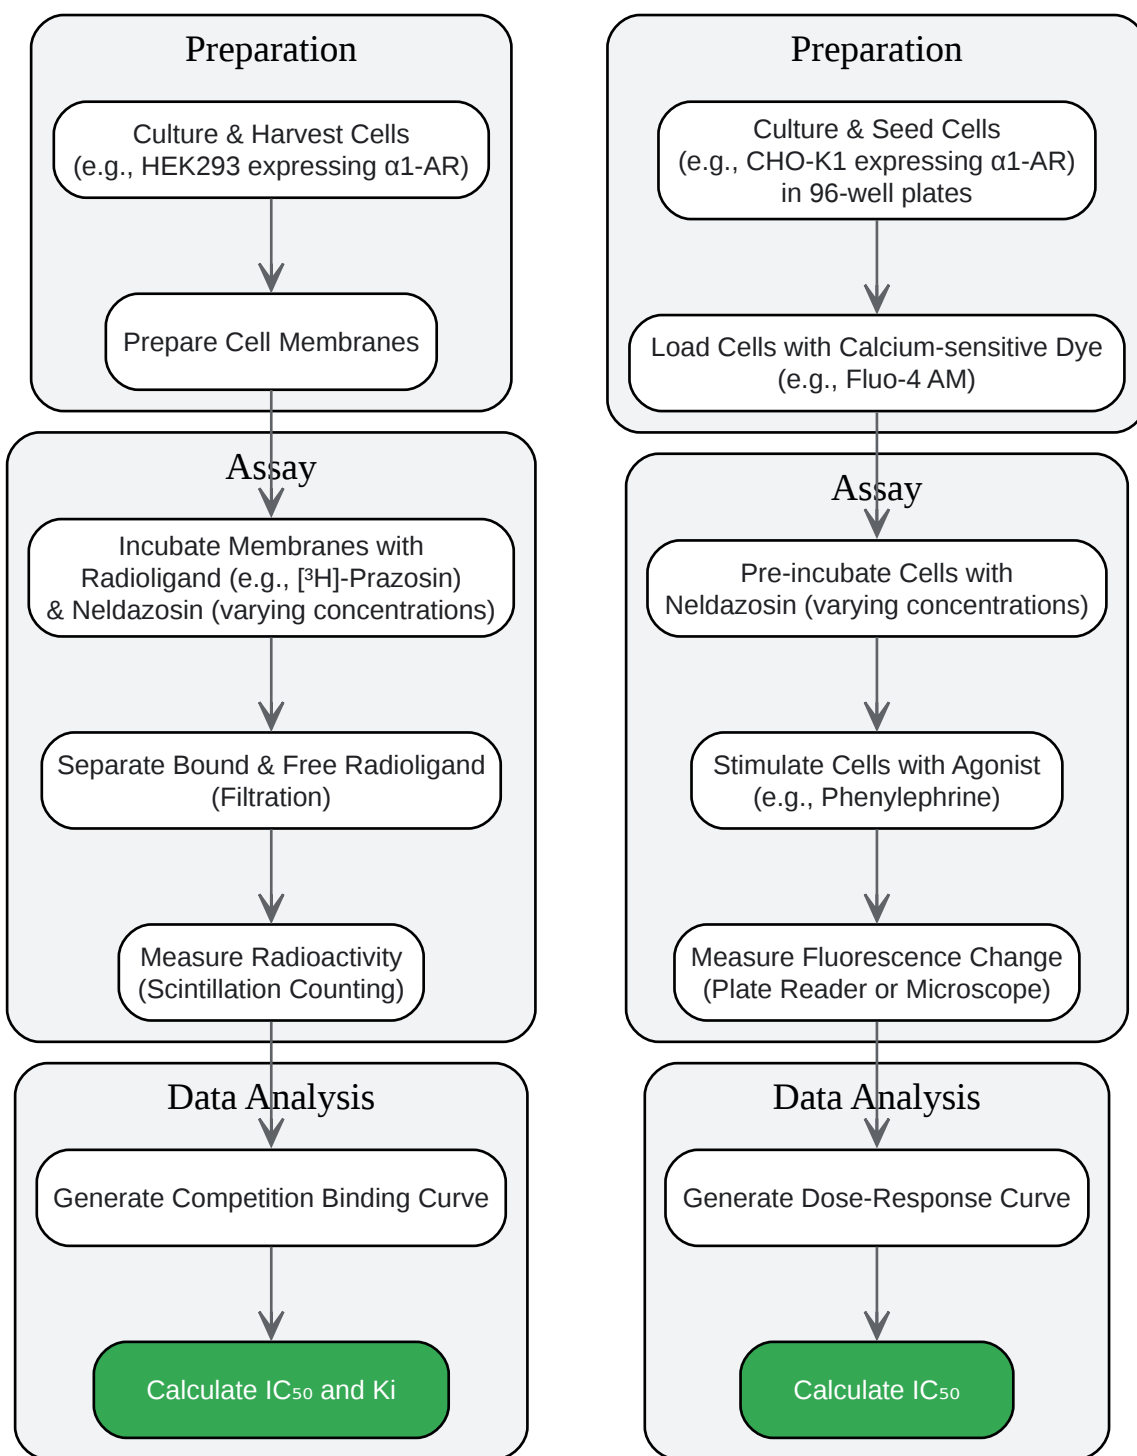 Preparation
Culture & Harvest Cells
(e.g., HEK293 expressing α1-AR)
Prepare Cell Membranes
Assay
Incubate Membranes with
Radioligand (e.g., [³H]-Prazosin)
& Neldazosin (varying concentrations)
Separate Bound & Free Radioligand
(Filtration)
Measure Radioactivity
(Scintillation Counting)
Data Analysis
Generate Competition Binding Curve
Calculate IC₅₀ and Ki
Preparation
Culture & Seed Cells
(e.g., CHO-K1 expressing α1-AR)
in 96-well plates
Load Cells with Calcium-sensitive Dye
(e.g., Fluo-4 AM)
Assay
Pre-incubate Cells with
Neldazosin (varying concentrations)
Stimulate Cells with Agonist
(e.g., Phenylephrine)
Measure Fluorescence Change
(Plate Reader or Microscope)
Data Analysis
Generate Dose-Response Curve
Calculate IC₅₀